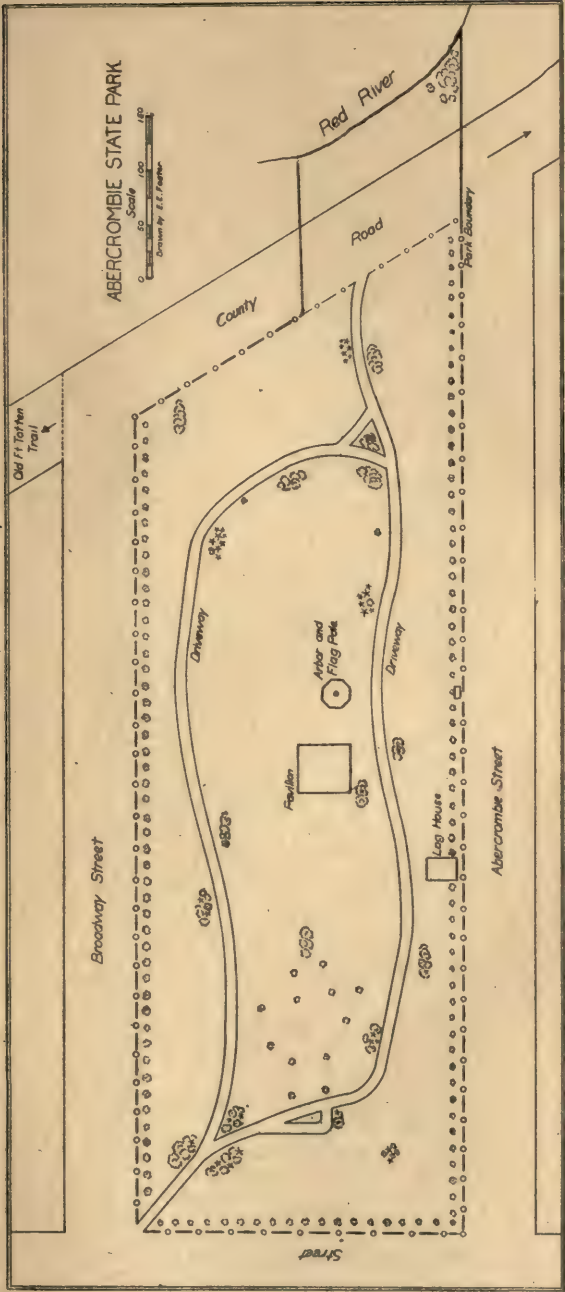 ABERCROMBIE STATE PARK
Scale
0 50 100 150
Drawn by E.E. Foster
Red River
Road
County
Park Boundary
Old Ft Totten
Trail
Broadway Street
Driveway
Arbor and
Flag Pole
Pavilion
Driveway
Log House
Abercrombie Street
Street